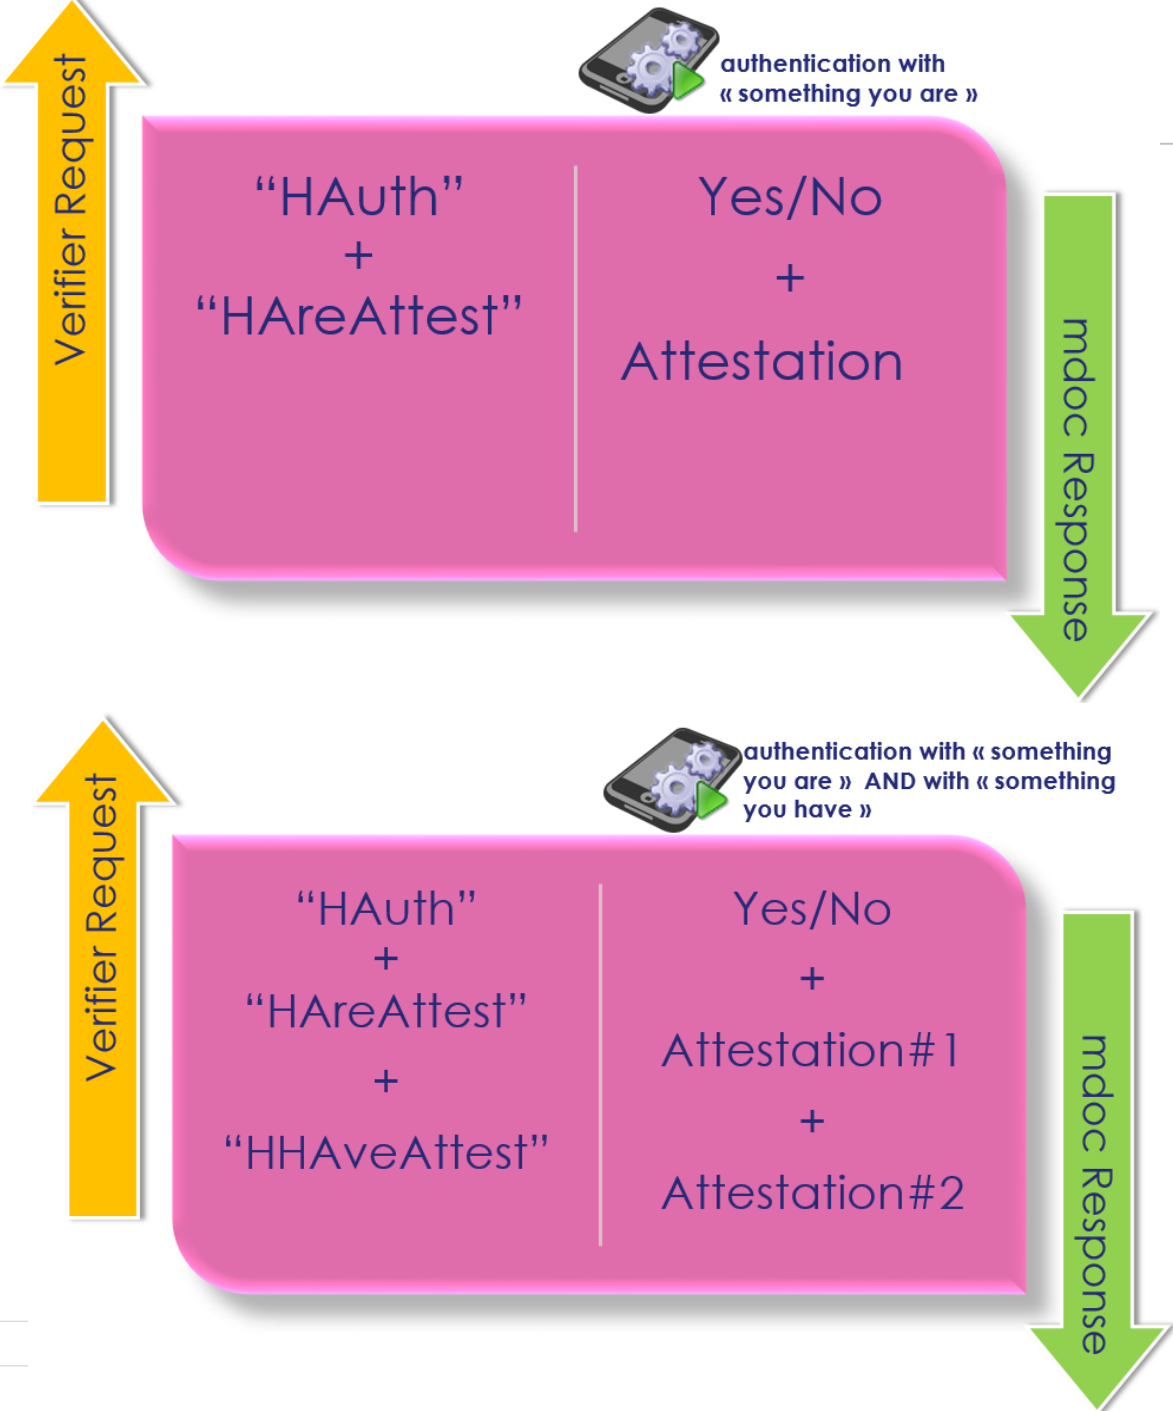 authentication with
« something you are »
Verifier Request
“HAuth”
+
“HAreAttest”
Yes/No
+
Attestation
mdoc Response
authentication with « something
you are »  AND with « something
you have »
Verifier Request
“HAuth”
+
“HAreAttest”
+
“HHAveAttest”
Yes/No
+
Attestation#1
+
Attestation#2
mdoc Response